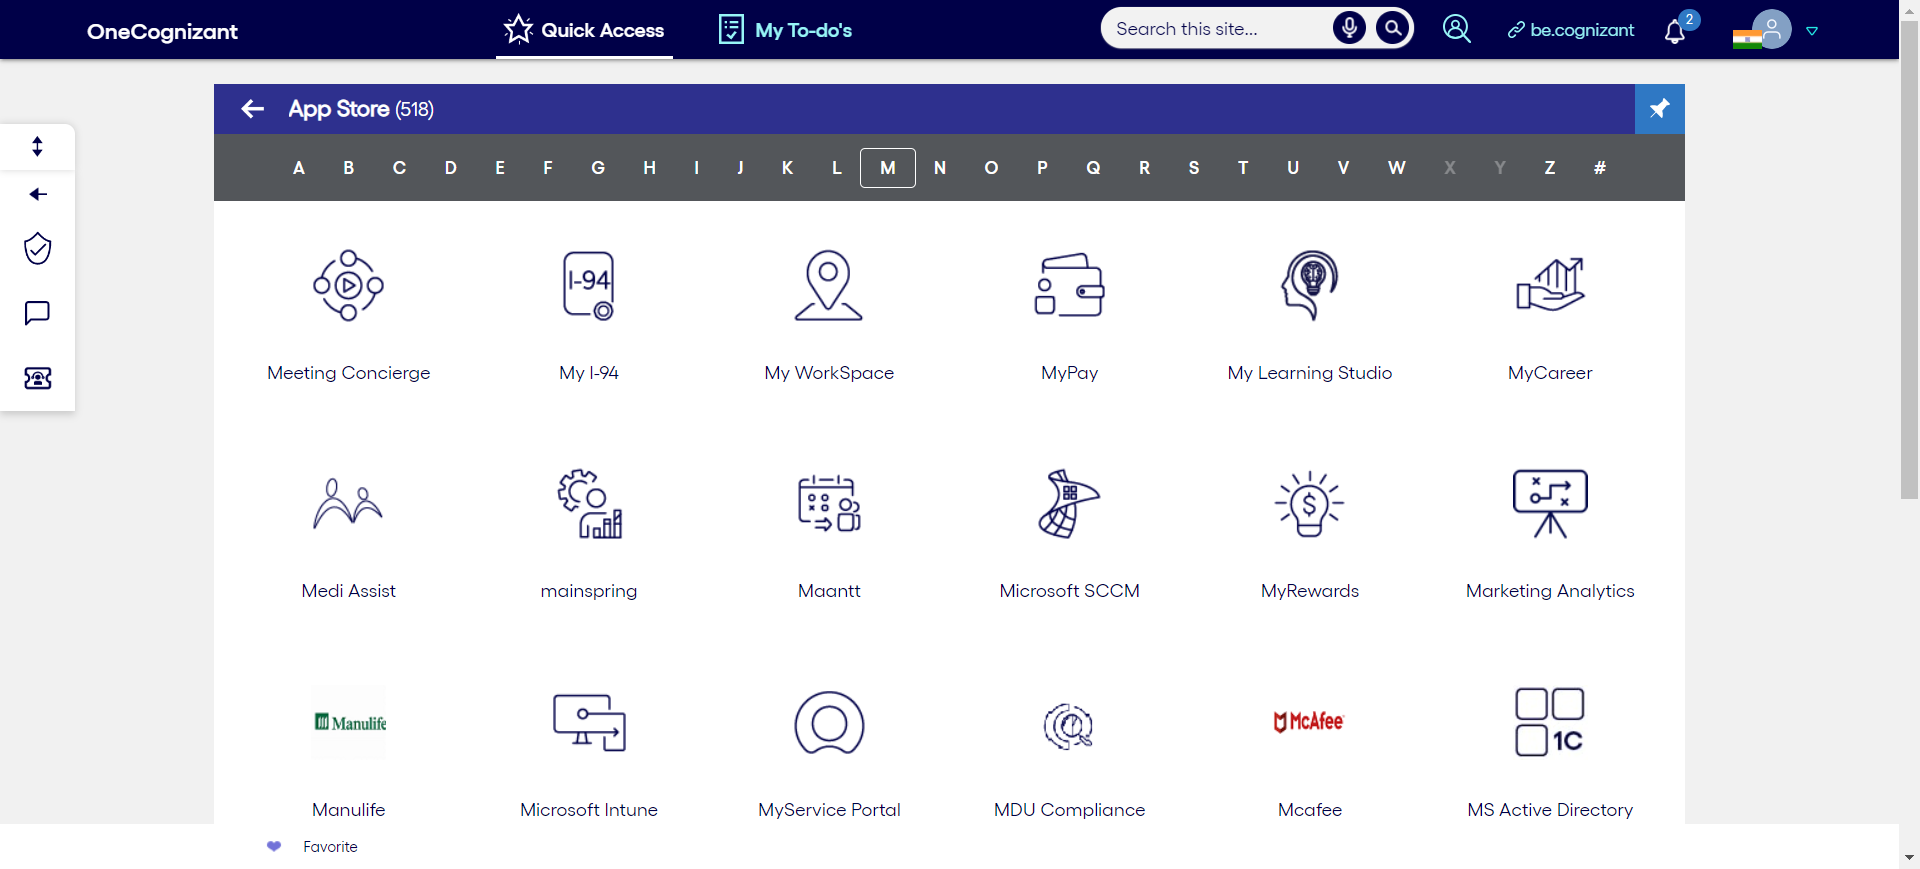 OneCognizant Quick Access My To-do's Search this site... be.cognizant 2
App Store (518)
A B C D E F G H I J K L M N O P Q R S T U V W X Y Z #
I-94
Meeting Concierge My I-94 My WorkSpace MyPay My Learning Studio MyCareer
$
Medi Assist mainspring Maantt Microsoft SCCM MyRewards Marketing Analytics
Manulife McAfee 1C
Manulife Microsoft Intune MyService Portal MDU Compliance Mcafee MS Active Directory
Favorite